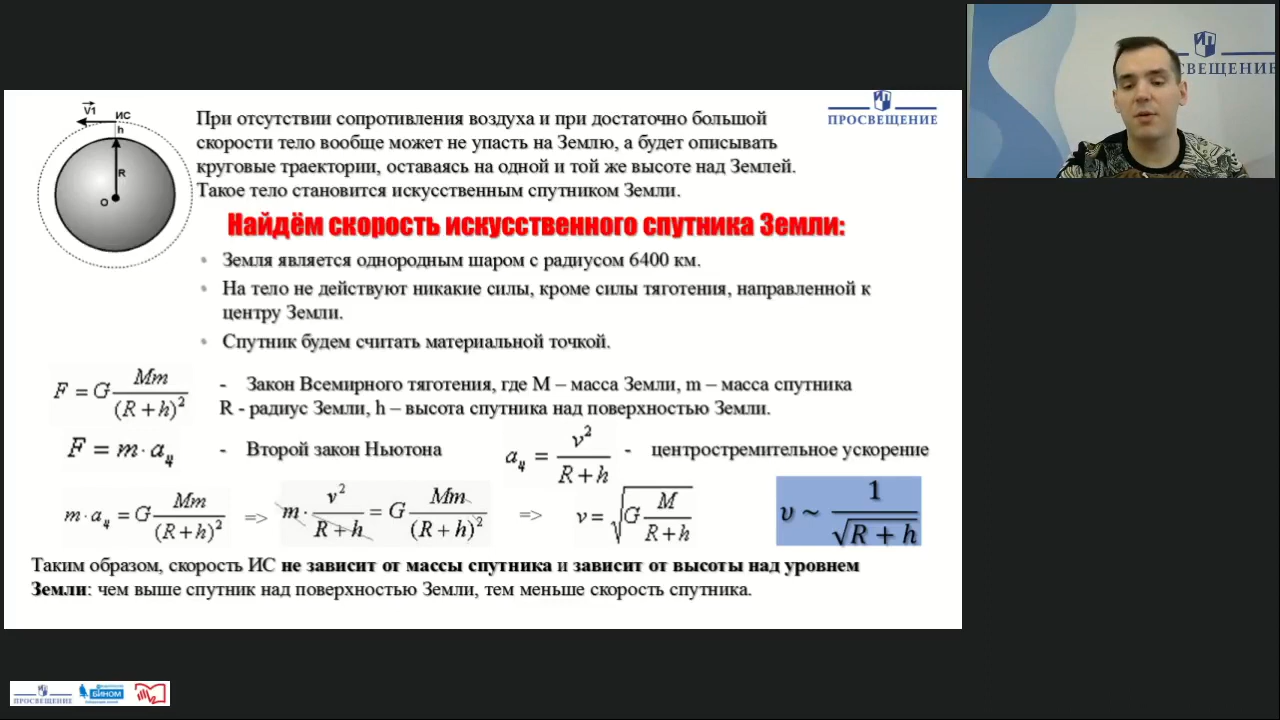 V1
ИС
h
R
O
При отсутствии сопротивления воздуха и при достаточно большой
скорости тело вообще может не упасть на Землю, а будет описывать
круговые траектории, оставаясь на одной и той же высоте над Землей.
Такое тело становится искусственным спутником Земли.
ПРОСВЕЩЕНИЕ
Найдём скорость искусственного спутника Земли:
• Земля является однородным шаром с радиусом 6400 км.
• На тело не действуют никакие силы, кроме силы тяготения, направленной к
центру Земли.
• Спутник будем считать материальной точкой.
F = G Mm / (R + h)²
- Закон Всемирного тяготения, где М – масса Земли, m – масса спутника
R - радиус Земли, h – высота спутника над поверхностью Земли.
F = m · aц
- Второй закон Ньютона
aц = v² / R + h
- центростремительное ускорение
m · aц = G Mm / (R + h)² => m · v² / R + h = G Mm / (R + h)² => v = √G M / R + h
υ ~ 1 / √R + h
Таким образом, скорость ИС не зависит от массы спутника и зависит от высоты над уровнем
Земли: чем выше спутник над поверхностью Земли, тем меньше скорость спутника.
СВЕЩЕНИЕ
ПРОСВЕЩЕНИЕ
БИНОМ